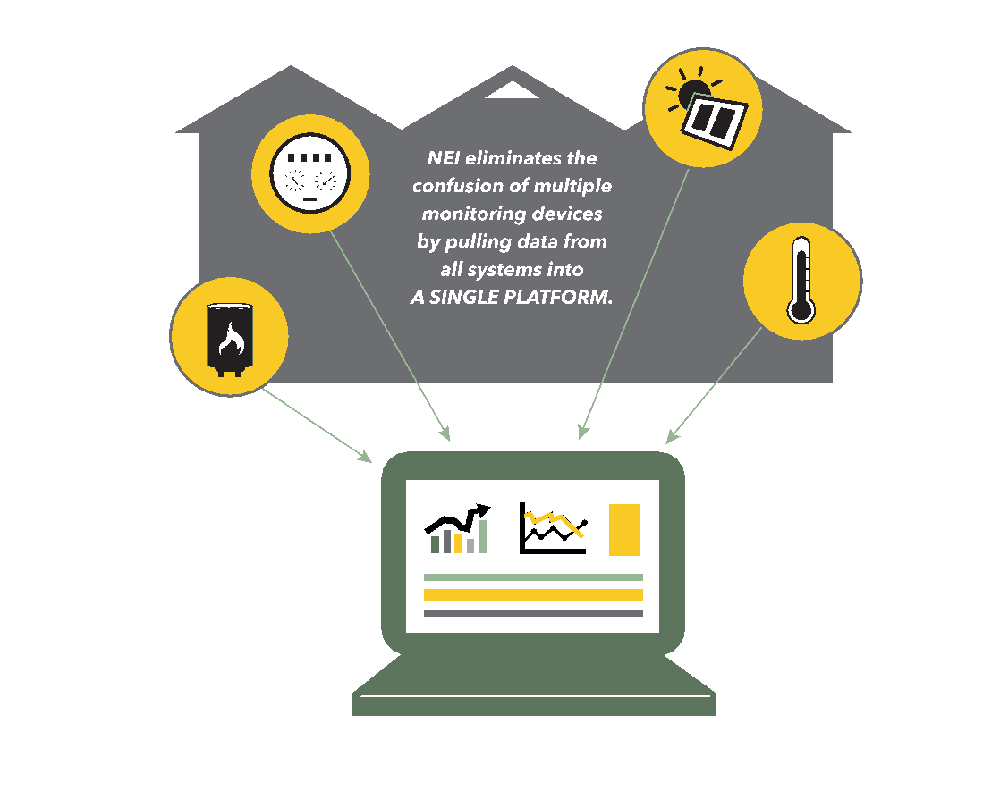 NEI eliminates the
confusion of multiple
monitoring devices
by pulling data from
all systems into
A SINGLE PLATFORM.